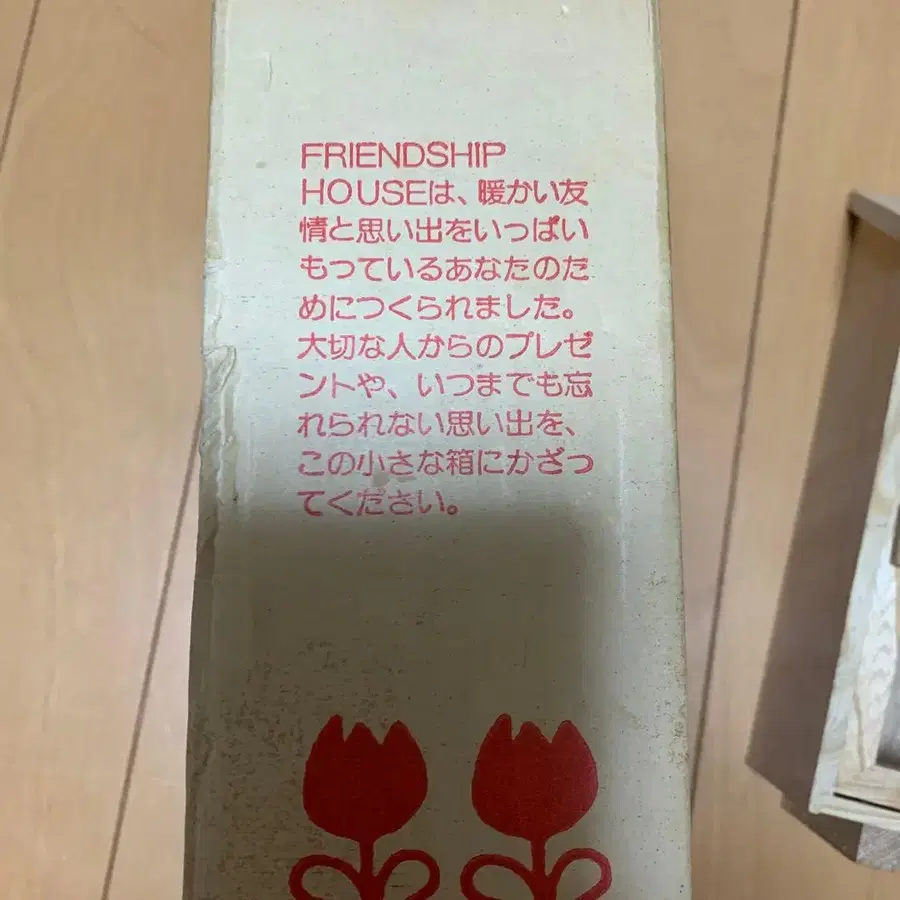 FRIENDSHIP
HOUSEは、暖かい友
情と思い出をいっぱい
もっているあなたのた
めにつくられました。
大切な人からのプレゼ
ントや、いつまでも忘
れられない思い出を、
この小さな箱にかざっ
てください。